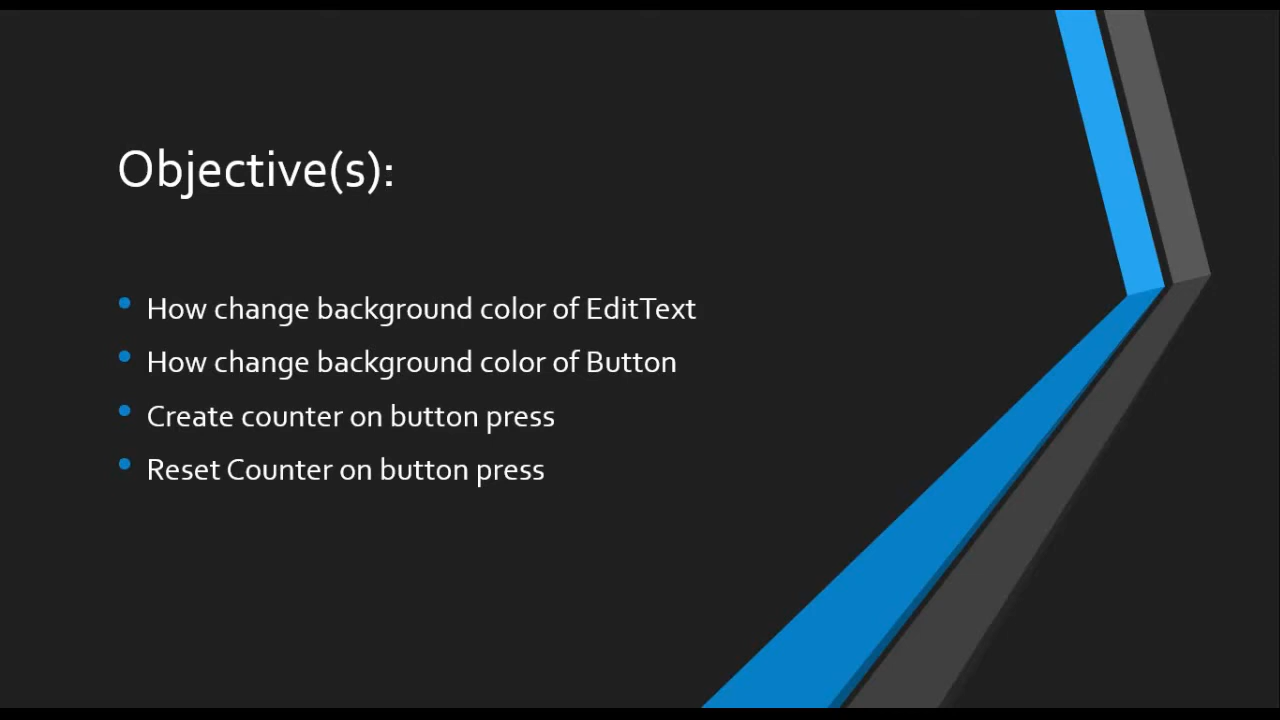 Objective(s):
• How change background color of EditText
• How change background color of Button
• Create counter on button press
• Reset Counter on button press